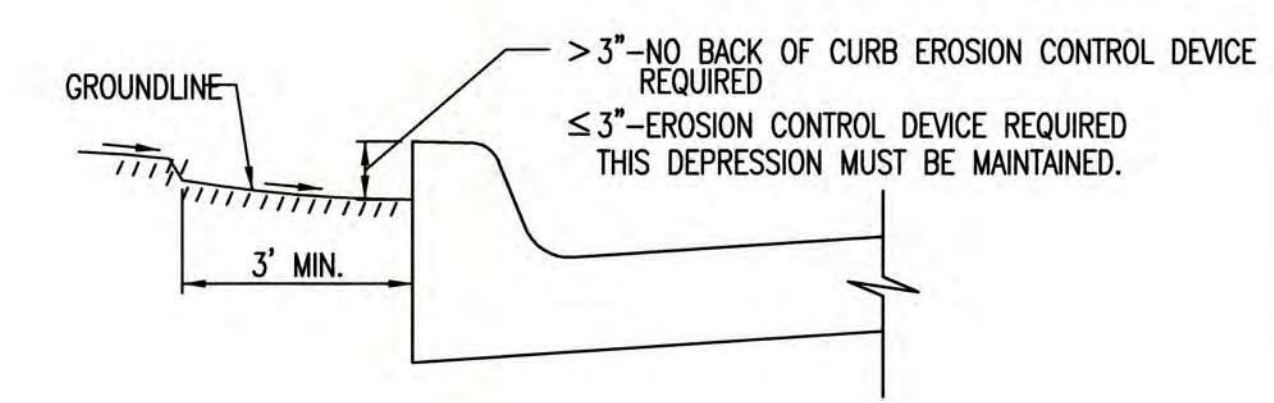 > 3"-NO BACK OF CURB EROSION CONTROL DEVICE
REQUIRED
≤ 3"-EROSION CONTROL DEVICE REQUIRED
THIS DEPRESSION MUST BE MAINTAINED.
GROUNDLINE
3' MIN.